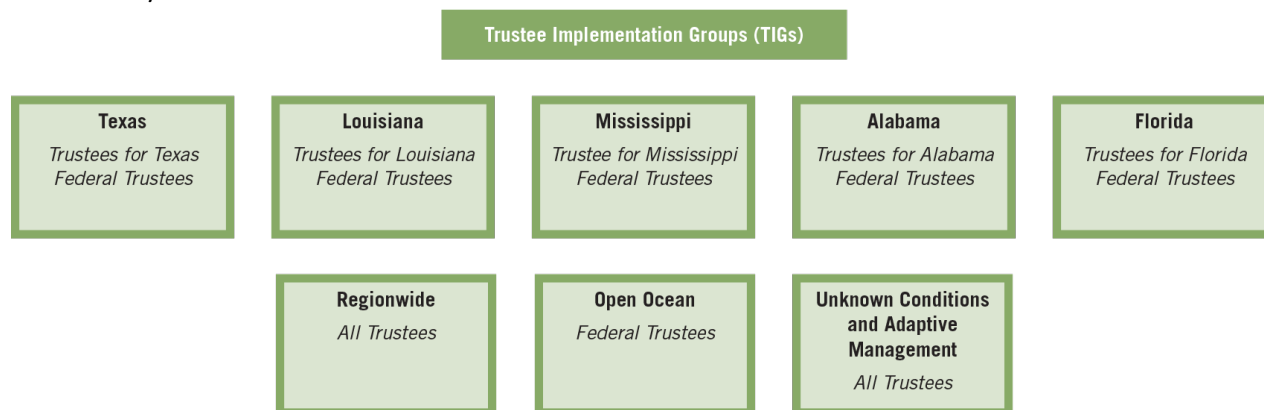 Trustee Implementation Groups (TIGs)
Texas
Trustees for Texas
Federal Trustees
Louisiana
Trustees for Louisiana
Federal Trustees
Mississippi
Trustee for Mississippi
Federal Trustees
Alabama
Trustees for Alabama
Federal Trustees
Florida
Trustees for Florida
Federal Trustees
Regionwide
All Trustees
Open Ocean
Federal Trustees
Unknown Conditions
and Adaptive
Management
All Trustees